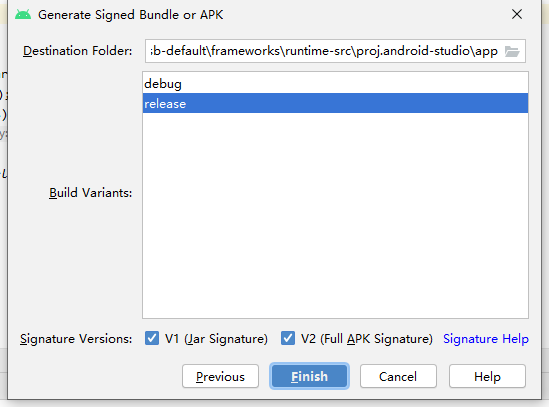 Generate Signed Bundle or APK
Destination Folder: ;b-default\frameworks\runtime-src\proj.android-studio\app
debug
release
Build Variants:
Signature Versions: V1 (Jar Signature) V2 (Full APK Signature) Signature Help
Previous Finish Cancel Help